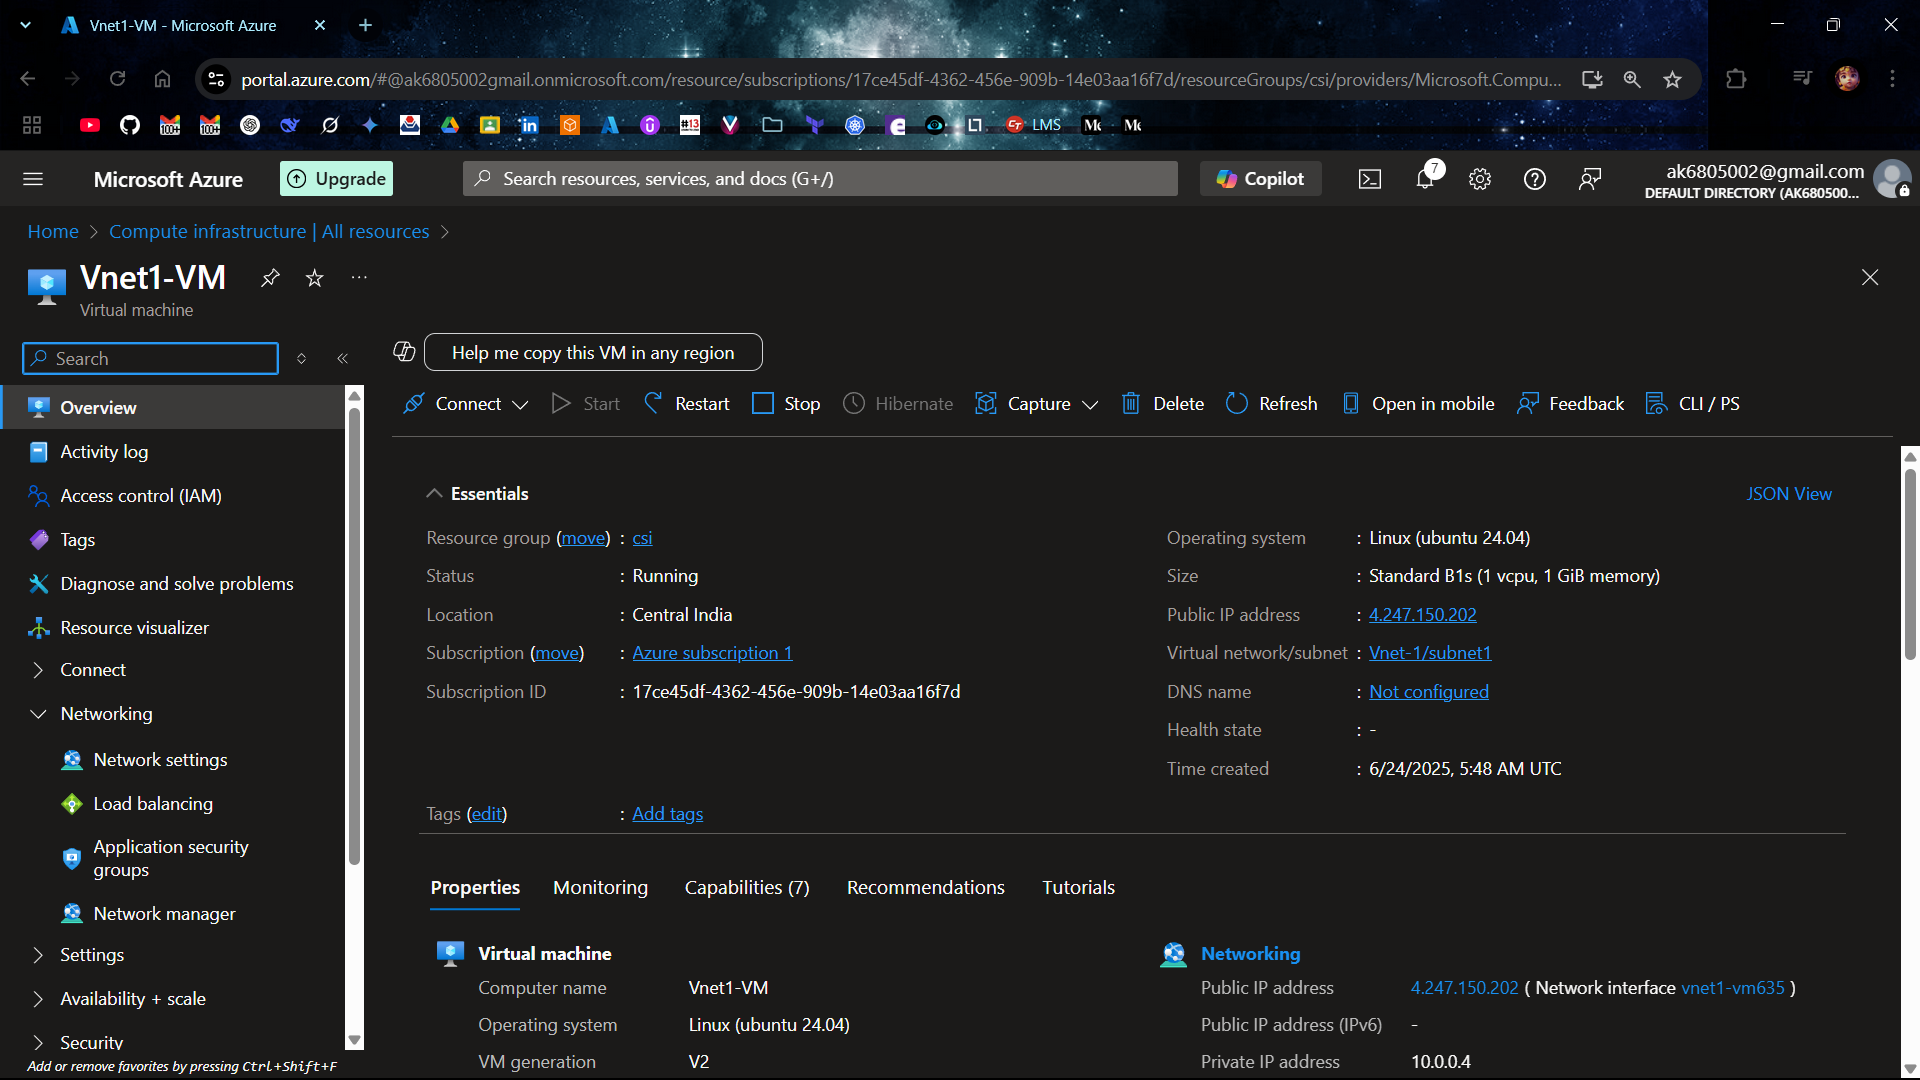 Vnet1-VM - Microsoft Azure
portal.azure.com/#@ak6805002gmail.onmicrosoft.com/resource/subscriptions/17ce45df-4362-456e-909b-14e03aa16f7d/resourceGroups/csi/providers/Microsoft.Compu...
100+
100+
#13
LMS
Microsoft Azure
Upgrade
Search resources, services, and docs (G+/)
Copilot
7
ak6805002@gmail.com
DEFAULT DIRECTORY (AK680500...
Home > Compute infrastructure | All resources >
Vnet1-VM
Virtual machine
Search
Help me copy this VM in any region
Connect
Start
Restart
Stop
Hibernate
Capture
Delete
Refresh
Open in mobile
Feedback
CLI / PS
Overview
Activity log
Access control (IAM)
Tags
Diagnose and solve problems
Resource visualizer
Connect
Networking
Network settings
Load balancing
Application security
groups
Network manager
Settings
Availability + scale
Security
Add or remove favorites by pressing Ctrl+Shift+F
Essentials
JSON View
Resource group (move) : csi
Status : Running
Location : Central India
Subscription (move) : Azure subscription 1
Subscription ID : 17ce45df-4362-456e-909b-14e03aa16f7d
Operating system : Linux (ubuntu 24.04)
Size : Standard B1s (1 vcpu, 1 GiB memory)
Public IP address : 4.247.150.202
Virtual network/subnet : Vnet-1/subnet1
DNS name : Not configured
Health state : -
Time created : 6/24/2025, 5:48 AM UTC
Tags (edit) : Add tags
Properties
Monitoring
Capabilities (7)
Recommendations
Tutorials
Virtual machine
Computer name Vnet1-VM
Operating system Linux (ubuntu 24.04)
VM generation V2
Networking
Public IP address 4.247.150.202 ( Network interface vnet1-vm635 )
Public IP address (IPv6) -
Private IP address 10.0.0.4